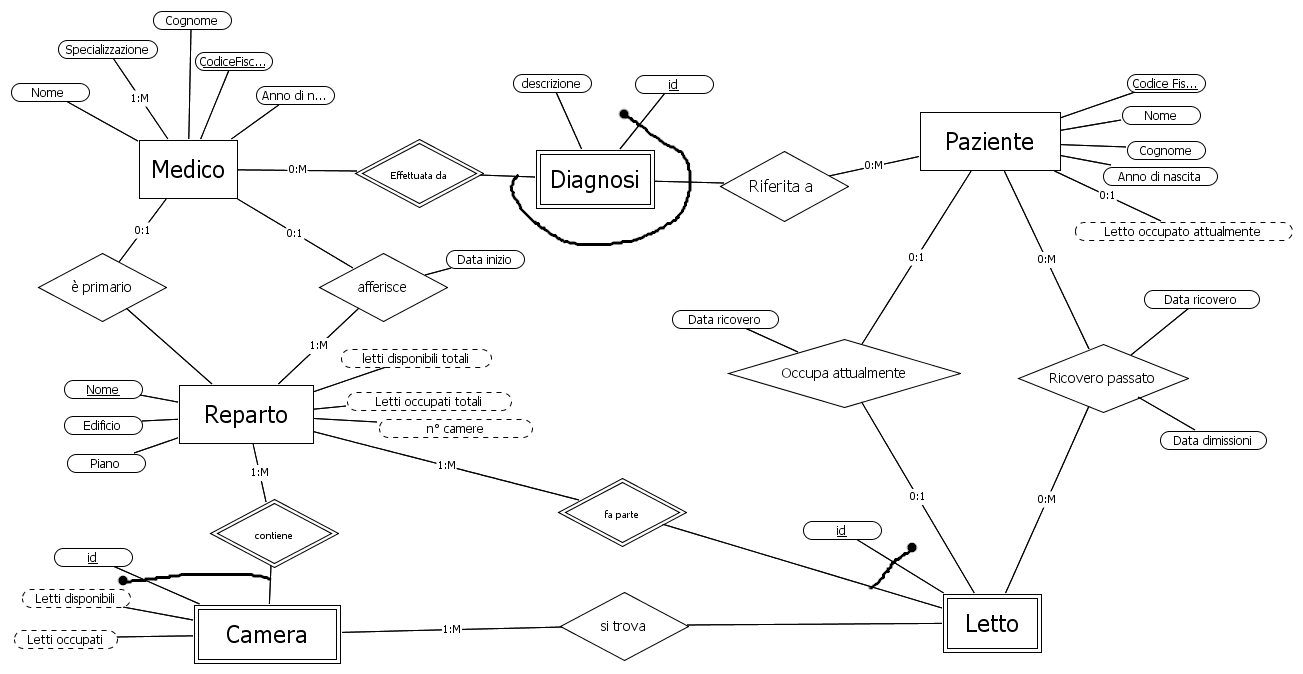 Cognome
Specializzazione
CodiceFisc...
Nome
1:M
Anno di n...
descrizione
id
Codice Fis...
Nome
Cognome
Anno di nascita
0:1
Letto occupato attualmente
Medico
0:M
Effettuata da
Diagnosi
Riferita a
0:M
Paziente
0:1
0:1
0:1
0:M
è primario
afferisce
Data inizio
1:M
Data ricovero
Data ricovero
Occupa attualmente
Ricovero passato
Data dimissioni
letti disponibili totali
Letti occupati totali
n° camere
Nome
Edificio
Piano
Reparto
1:M
1:M
0:1
0:M
contiene
fa parte
id
id
Letti disponibili
Letti occupati
Camera
1:M
si trova
Letto